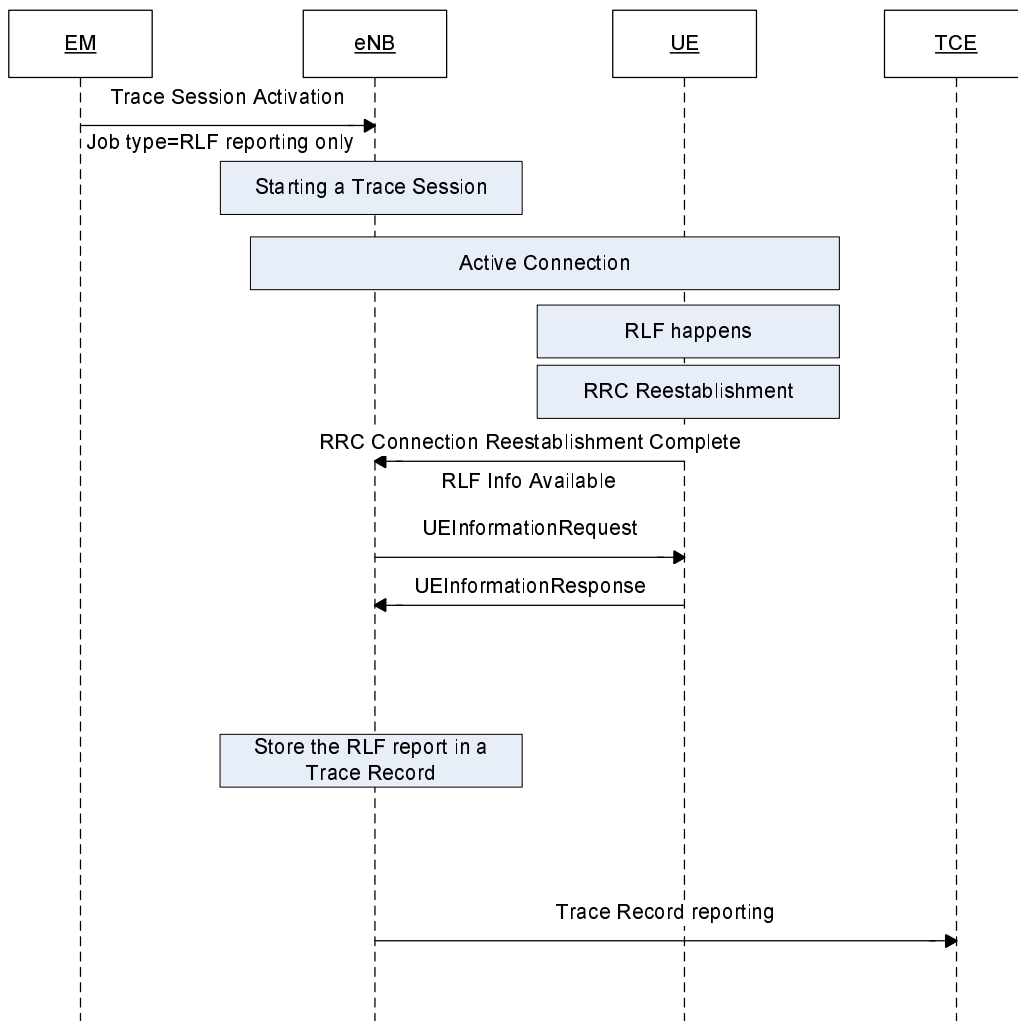 EM
eNB
UE
TCE
Trace Session Activation
Job type=RLF reporting only
Starting a Trace Session
Active Connection
RLF happens
RRC Reestablishment
RRC Connection Reestablishment Complete
RLF Info Available
UEInformationRequest
UEInformationResponse
Store the RLF report in a
Trace Record
Trace Record reporting